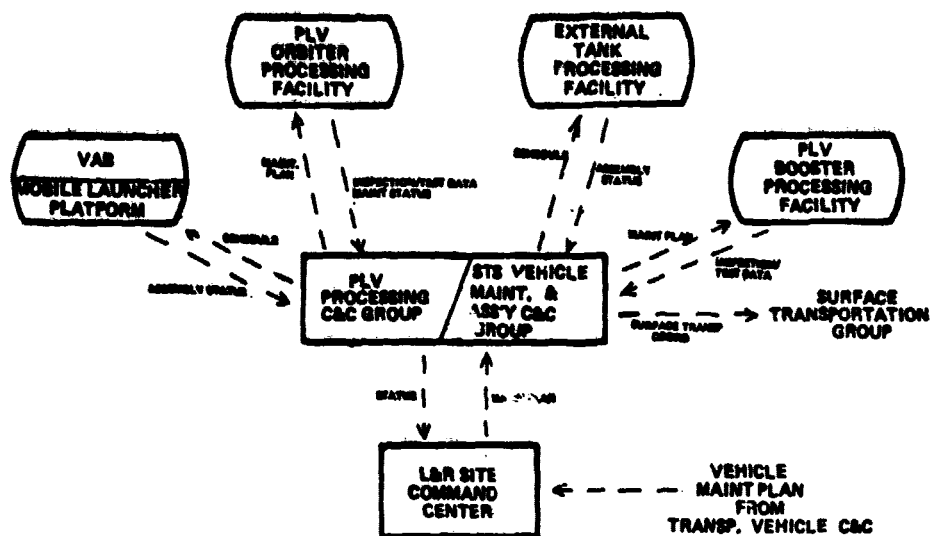 PLV
ORBITER
PROCESSING
FACILITY
EXTERNAL
TANK
PROCESSING
FACILITY
VAB
MOBILE LAUNCHER
PLATFORM
PLV
BOOSTER
PROCESSING
FACILITY
MAINT.
PLAN
INSPECTION/TEST DATA
MAINT STATUS
SCHEDULE
ASSEMBLY
STATUS
SCHEDULE
ASSEMBLY STATUS
MAINT PLAN
INSPECTION/
TEST DATA
PLV
PROCESSING
C&C GROUP
STS VEHICLE
MAINT. &
ASS'Y C&C
GROUP
SURFACE TRANSP
SURFACE
TRANSPORTATION
GROUP
STATUS
PLAN
L&R SITE
COMMAND
CENTER
VEHICLE
MAINT PLAN
FROM
TRANSP. VEHICLE C&C